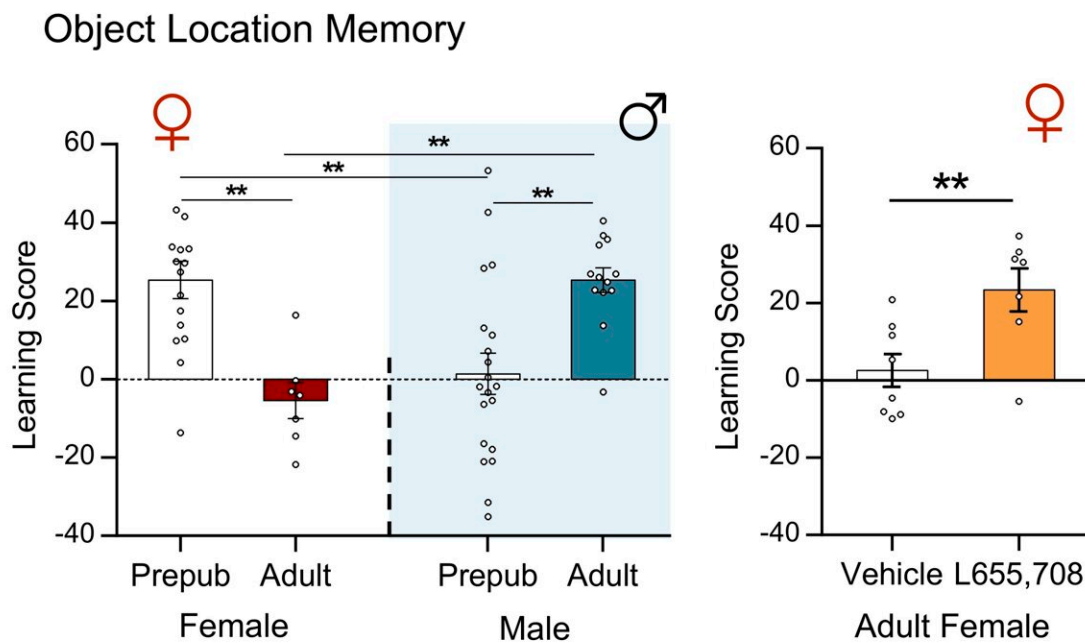 Object Location Memory
♀
♂
♀
Learning Score
60
40
20
0
-20
-40
**
**
**
**
Prepub Adult
Female
Prepub Adult
Male
Learning Score
60
40
20
0
-20
-40
**
Vehicle L655,708
Adult Female